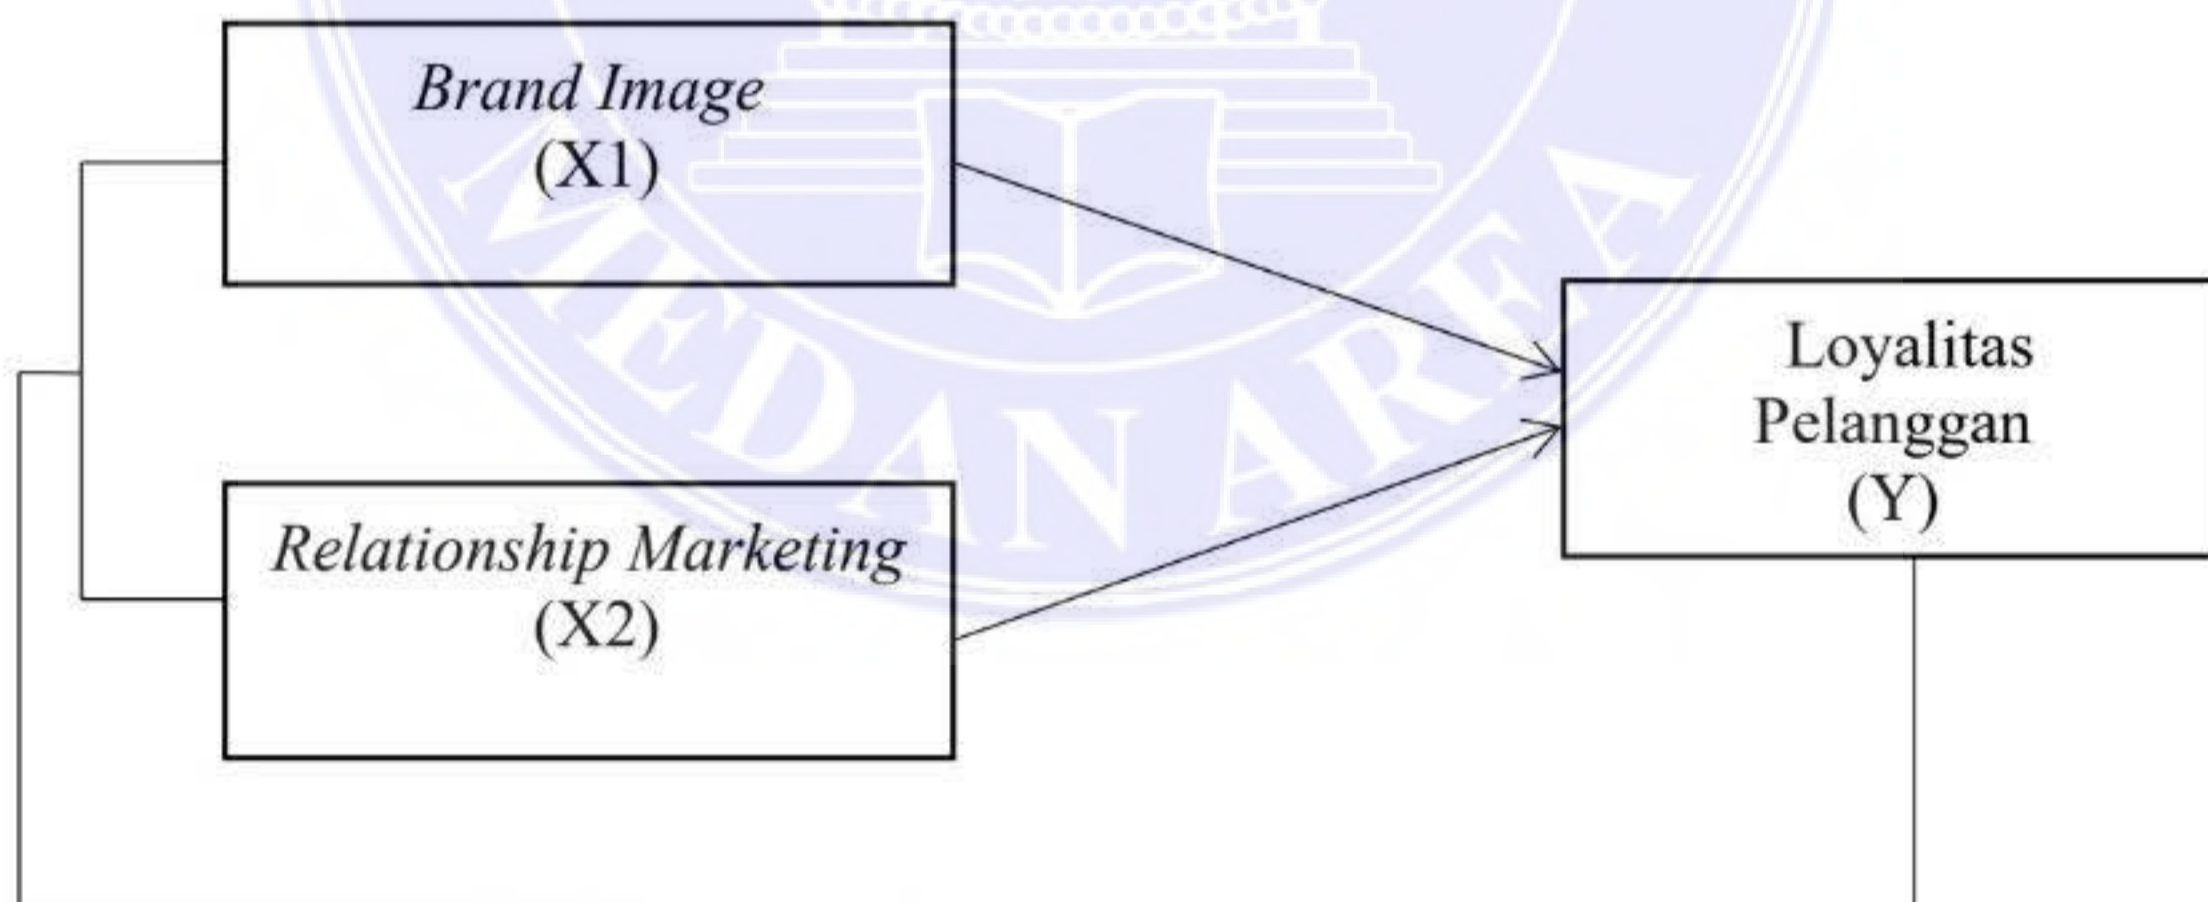 Brand Image
(X1)
Relationship Marketing
(X2)
Loyalitas
Pelanggan
(Y)
MEDAN AREA